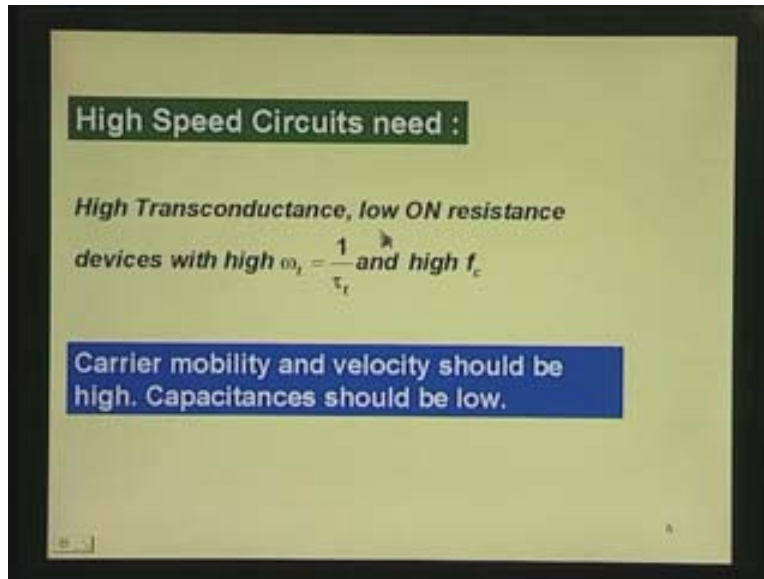 High Speed Circuits need :
High Transconductance, low ON resistance
devices with high ωₜ = 1/τₜ and high f꜀
Carrier mobility and velocity should be
high. Capacitances should be low.